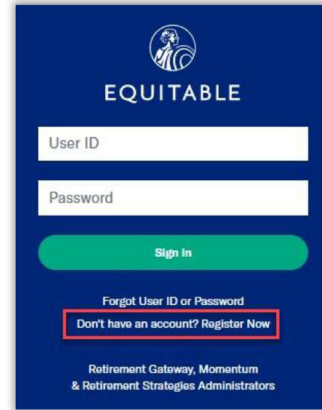 EQUITABLE
User ID
Password
Sign in
Forgot User ID or Password
Don't have an account? Register Now
Retirement Gateway, Momentum
& Retirement Strategies Administrators